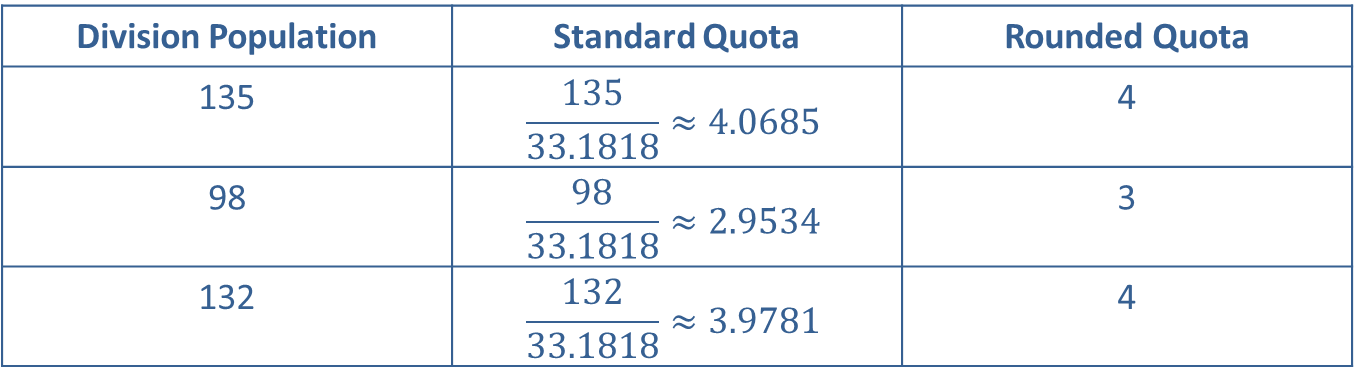 Division Population Standard Quota Rounded Quota
135 135/33.1818 ≈ 4.0685 4
98 98/33.1818 ≈ 2.9534 3
132 132/33.1818 ≈ 3.9781 4